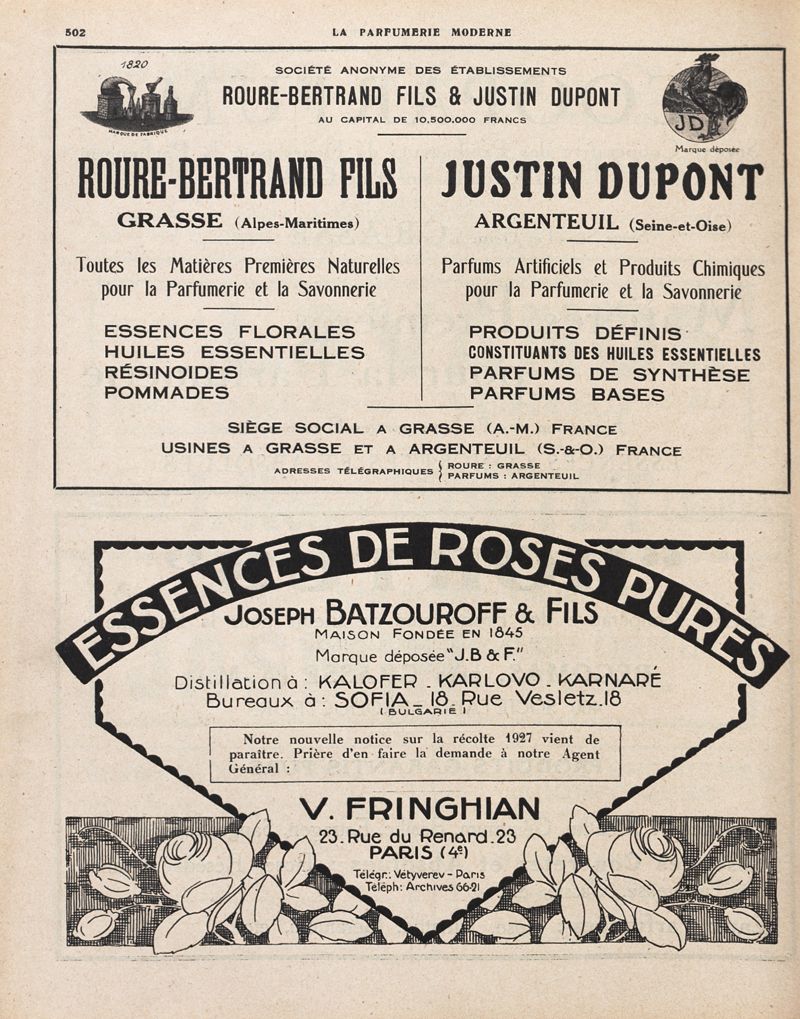 502
LA PARFUMERIE MODERNE
1820
MARQUE DE FABRIQUE
SOCIÉTÉ ANONYME DES ÉTABLISSEMENTS
ROURE-BERTRAND FILS & JUSTIN DUPONT
AU CAPITAL DE 10,500.000 FRANCS
JD
Marque déposée
ROURE-BERTRAND FILS
GRASSE (Alpes-Maritimes)
Toutes les Matières Premières Naturelles
pour la Parfumerie et la Savonnerie
ESSENCES FLORALES
HUILES ESSENTIELLES
RÉSINOIDES
POMMADES
JUSTIN DUPONT
ARGENTEUIL (Seine-et-Oise)
Parfums Artificiels et Produits Chimiques
pour la Parfumerie et la Savonnerie
PRODUITS DÉFINIS
CONSTITUANTS DES HUILES ESSENTIELLES
PARFUMS DE SYNTHÈSE
PARFUMS BASES
SIÈGE SOCIAL A GRASSE (A.-M.) FRANCE
USINES A GRASSE ET A ARGENTEUIL (S.-&-O.) FRANCE
ADRESSES TÉLÉGRAPHIQUES { ROURE : GRASSE
PARFUMS : ARGENTEUIL
ESSENCES DE ROSES PURES
JOSEPH BATZOUROFF & FILS
MAISON FONDÉE EN 1845
Marque déposée "J.B & F."
Distillation à : KALOFER - KARLOVO - KARNARÉ
Bureaux à : SOFIA - 18, Rue Vesletz.18
(BULGARIE)
Notre nouvelle notice sur la récolte 1927 vient de
paraître. Prière d'en faire la demande à notre Agent
Général :
V. FRINGHIAN
23. Rue du Renard.23
PARIS (4e)
Télégr.: Vétyverev - Paris
Téléph: Archives 66-21